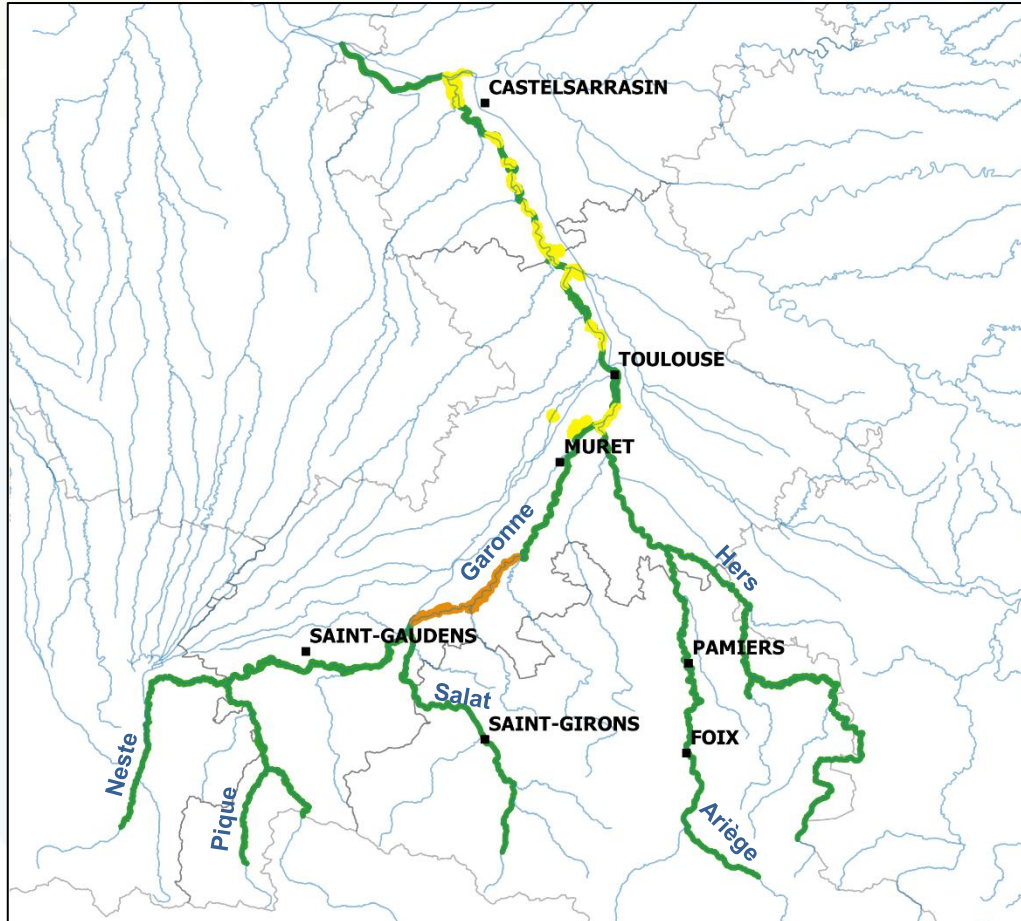 CASTELSARRASIN
TOULOUSE
MURET
Garonne
Hers
SAINT-GAUDENS
PAMIERS
Salat
SAINT-GIRONS
FOIX
Neste
Pique
Ariège